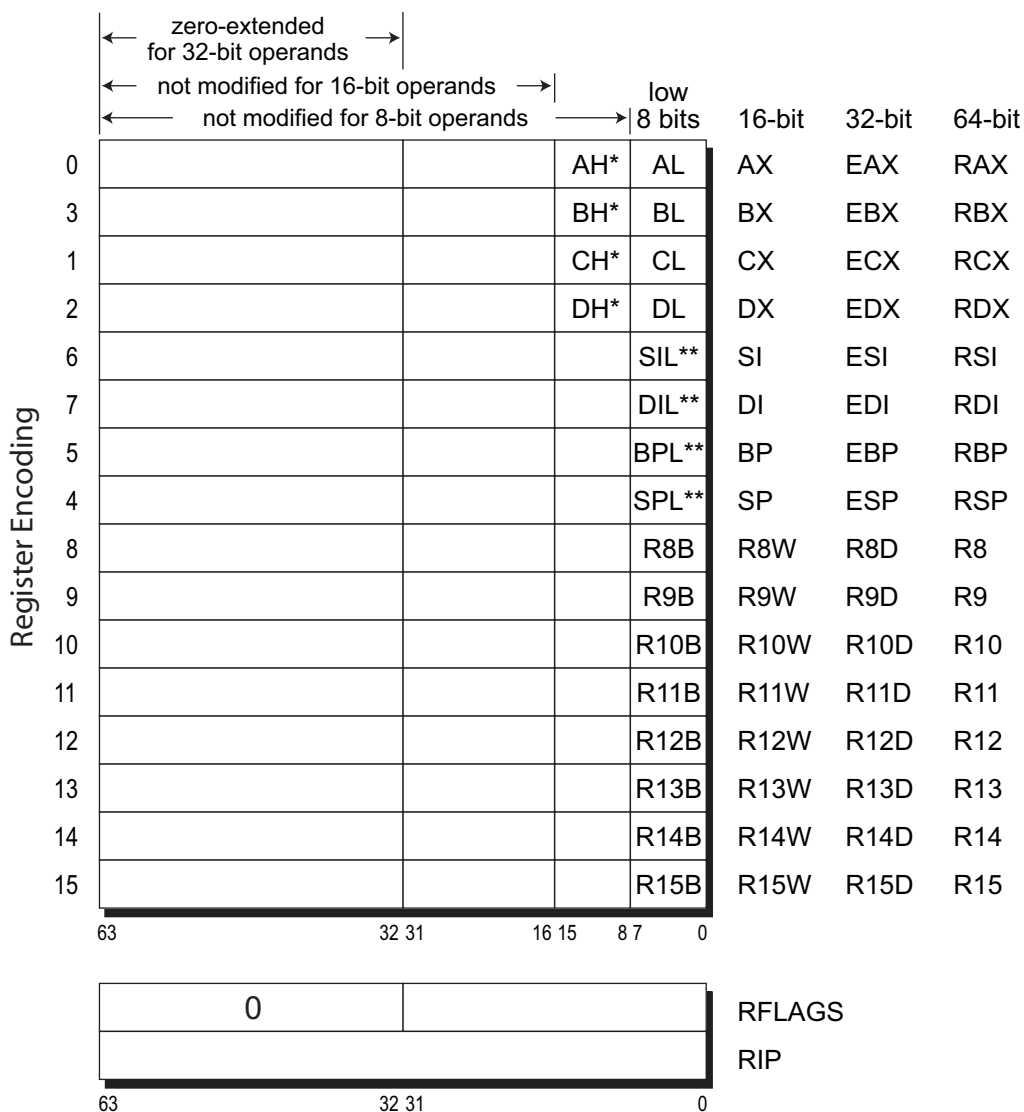 zero-extended
for 32-bit operands
not modified for 16-bit operands
low
not modified for 8-bit operands 8 bits 16-bit 32-bit 64-bit
Register Encoding
0 AH* AL AX EAX RAX
3 BH* BL BX EBX RBX
1 CH* CL CX ECX RCX
2 DH* DL DX EDX RDX
6 SIL** SI ESI RSI
7 DIL** DI EDI RDI
5 BPL** BP EBP RBP
4 SPL** SP ESP RSP
8 R8B R8W R8D R8
9 R9B R9W R9D R9
10 R10B R10W R10D R10
11 R11B R11W R11D R11
12 R12B R12W R12D R12
13 R13B R13W R13D R13
14 R14B R14W R14D R14
15 R15B R15W R15D R15
63 32 31 16 15 8 7 0
0 RFLAGS
RIP
63 32 31 0